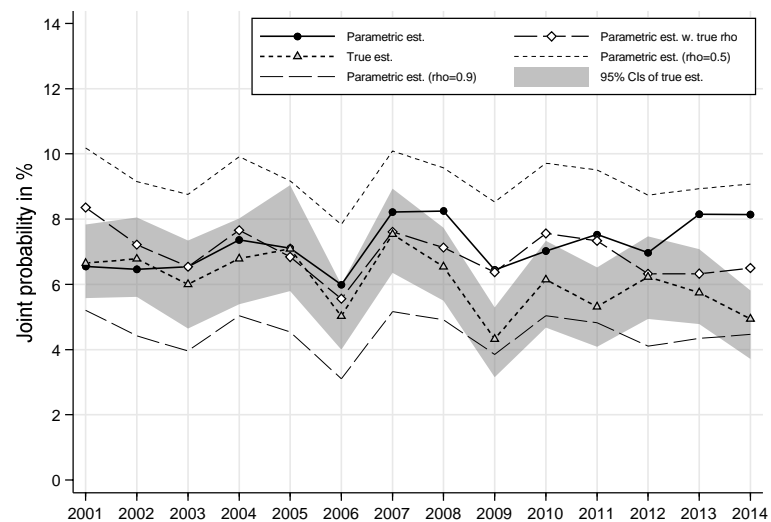 14
12
10
8
6
4
2
0
Joint probability in %
Parametric est.
Parametric est. w. true rho
True est.
Parametric est. (rho=0.5)
Parametric est. (rho=0.9)
95% CIs of true est.
2001 2002 2003 2004 2005 2006 2007 2008 2009 2010 2011 2012 2013 2014